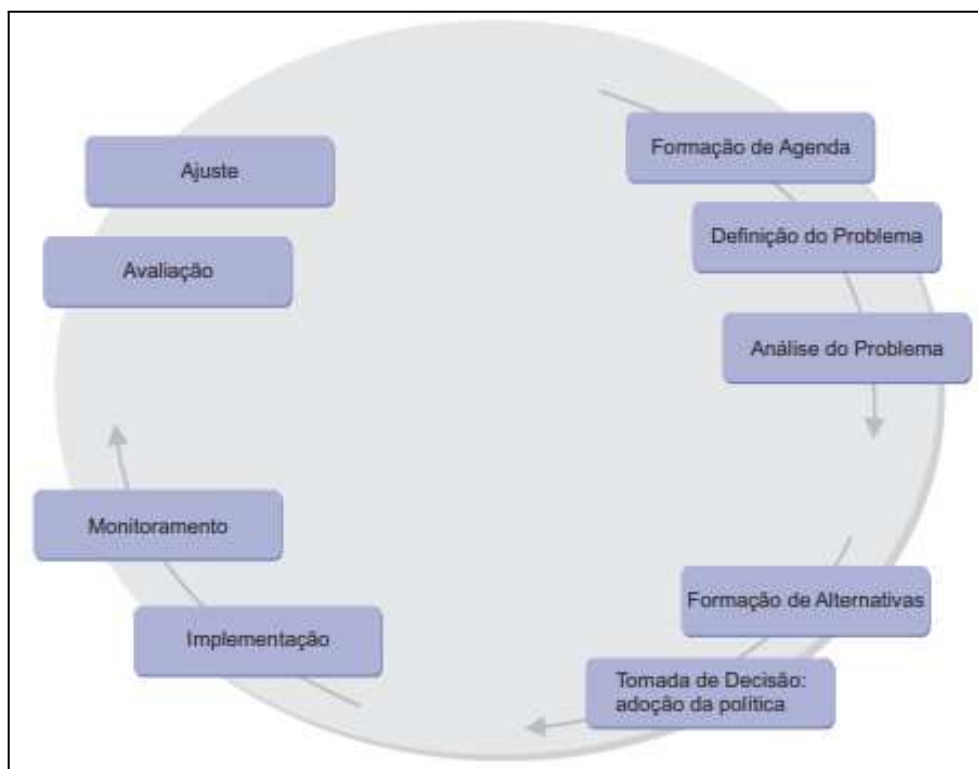 Formação de Agenda
Definição do Problema
Análise do Problema
Formação de Alternativas
Tomada de Decisão:
adoção da política
Implementação
Monitoramento
Avaliação
Ajuste